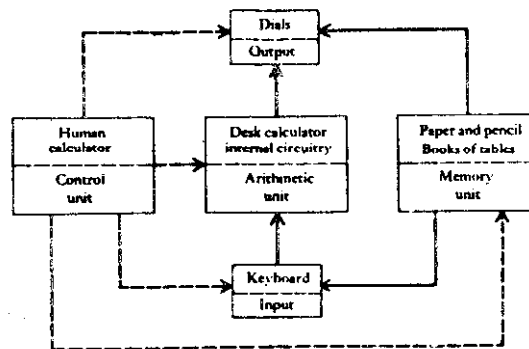 Dials
Output
Human
calculator
Control
unit
Desk calculator
internal circuitry
Arithmetic
unit
Paper and pencil
Books of tables
Memory
unit
Keyboard
Input